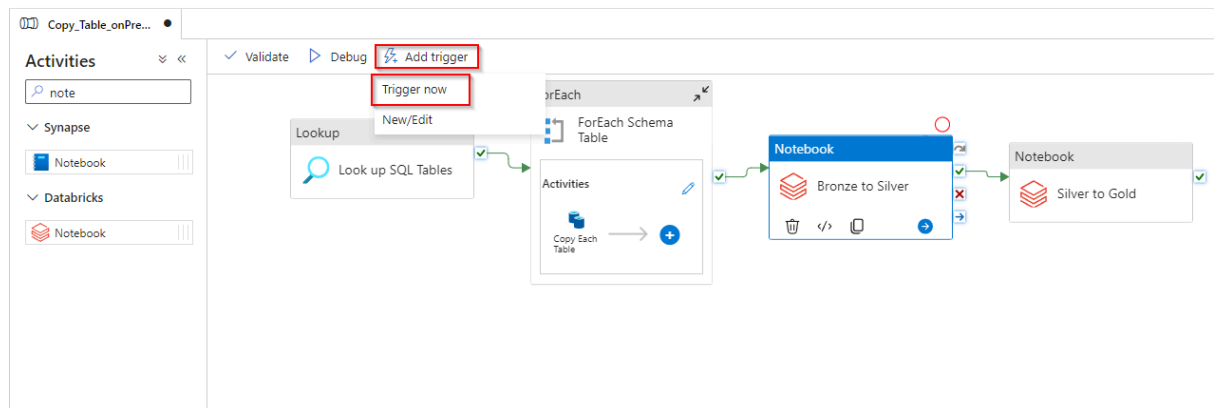 Copy_Table_onPre...
Activities
note
Synapse
Notebook
Databricks
Notebook
Validate
Debug
Add trigger
Trigger now
New/Edit
Lookup
Look up SQL Tables
orEach
ForEach Schema
Table
Activities
Copy Each
Table
Notebook
Bronze to Silver
Notebook
Silver to Gold